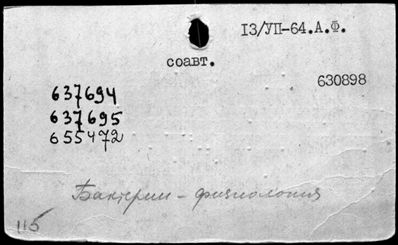 13/УП-64.А.Ф.
соавт.
630898
637694
637695
655472
Бактерии - физиология
115